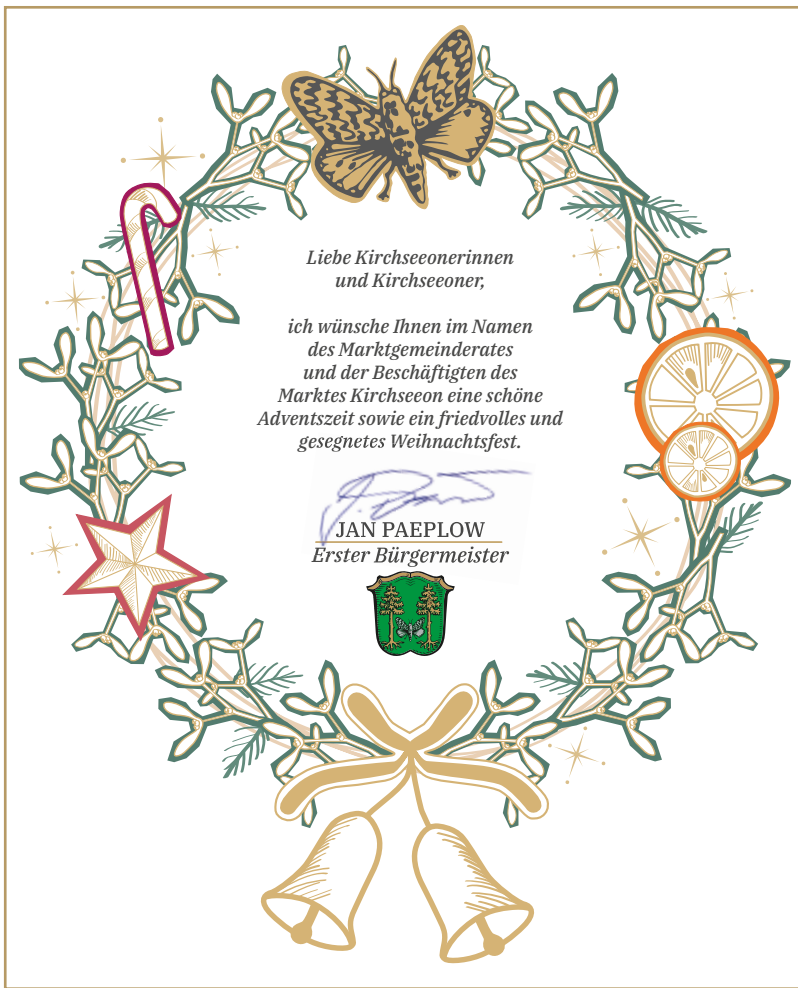 Liebe Kirchseeonerinnen
und Kirchseeoner,
ich wünsche Ihnen im Namen
des Marktgemeinderates
und der Beschäftigten des
Marktes Kirchseeon eine schöne
Adventszeit sowie ein friedvolles und
gesegnetes Weihnachtsfest.
JAN PAEPLOW
Erster Bürgermeister